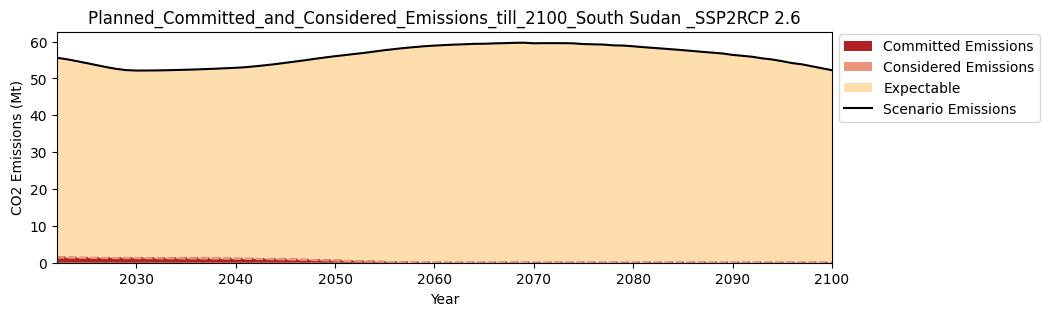 Planned_Committed_and_Considered_Emissions_till_2100_South Sudan _SSP2RCP 2.6
Committed Emissions
Considered Emissions
Expectable
Scenario Emissions
CO2 Emissions (Mt)
60
50
40
30
20
10
0
2030 2040 2050 2060 2070 2080 2090 2100
Year